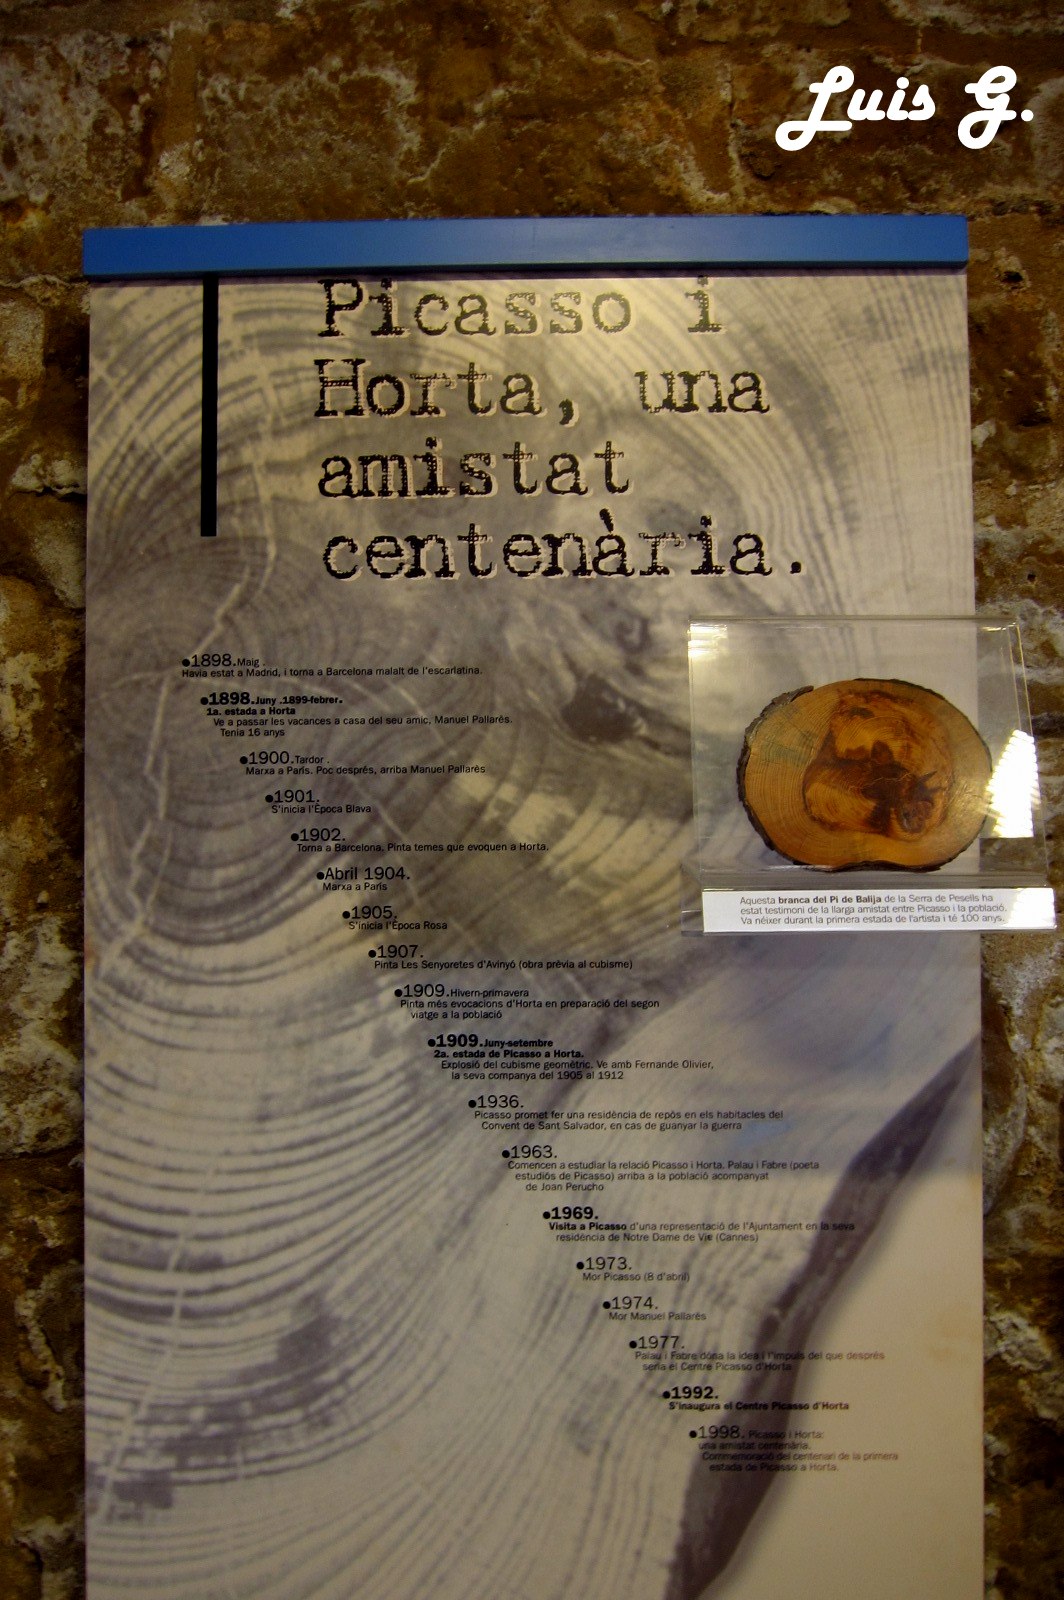 Luis G.
Picasso i
Horta, una
amistat
centenària.
●1898.Maig .
Havia estat a Madrid, i torna a Barcelona malalt de l'escarlatina.
●1898.Juny .1899-febrer.
1a. estada a Horta
Ve a passar les vacances a casa del seu amic, Manuel Pallarès.
Tenia 16 anys
●1900.Tardor .
Marxa a París. Poc després, arriba Manuel Pallarès
●1901.
S'inicia l'Època Blava
●1902.
Torna a Barcelona. Pinta temes que evoquen a Horta.
●Abril 1904.
Marxa a París
●1905.
S'inicia l'Època Rosa
●1907.
Pinta Les Senyoretes d'Avinyó (obra prèvia al cubisme)
●1909.Hivern-primavera
Pinta més evocacions d'Horta en preparació del segon
viatge a la població
●1909.Juny-setembre
2a. estada de Picasso a Horta.
Explosió del cubisme geomètric. Ve amb Fernande Olivier,
la seva companya del 1905 al 1912
●1936.
Picasso promet fer una residència de repòs en els habitacles del
Convent de Sant Salvador, en cas de guanyar la guerra
●1963.
Comencen a estudiar la relació Picasso i Horta. Palau i Fabre (poeta
estudiós de Picasso) arriba a la població acompanyat
de Joan Perucho
●1969.
Visita a Picasso d'una representació de l'Ajuntament en la seva
residència de Notre Dame de Vie (Cannes)
●1973.
Mor Picasso (8 d'abril)
●1974.
Mor Manuel Pallarès
●1977.
Palau i Fabre dóna la idea i l'impuls del que després
seria el Centre Picasso d'Horta
●1992.
S'inaugura el Centre Picasso d'Horta
●1998. Picasso i Horta:
una amistat centenària.
Commemoració del centenari de la primera
estada de Picasso a Horta.
Aquesta branca del Pi de Balija de la Serra de Pesells ha
estat testimoni de la llarga amistat entre Picasso i la població.
Va néixer durant la primera estada de l'artista i té 100 anys.